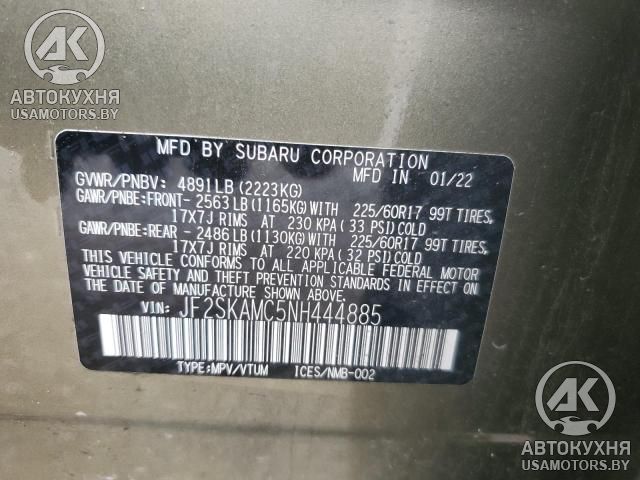 АК
АВТОКУХНЯ
USAMOTORS.BY
MFD BY SUBARU CORPORATION
MFD IN 01/22
GVWR/PNBV: 4891LB (2223KG)
GAWR/PNBE:FRONT- 2563LB (1165KG)WITH 225/60R17 99T TIRES,
17X7J RIMS AT 230 KPA(33 PSI)COLD
GAWR/PNBE:REAR - 2486LB(1130KG)WITH 225/60R17 99T TIRES,
17X7J RIMS AT 220 KPA(32 PSI)COLD
THIS VEHICLE CONFORMS TO ALL APPLICABLE FEDERAL MOTOR
VEHICLE SAFETY AND THEFT PREVENTION STANDARDS IN EFFECT ON
THE DATE OF MANUFACTURE SHOWN ABOVE.
VIN: JF2SKAMC5NH444885
TYPE:MPV/VTUM ICES/NMB-002
АК
АВТОКУХНЯ
USAMOTORS.BY